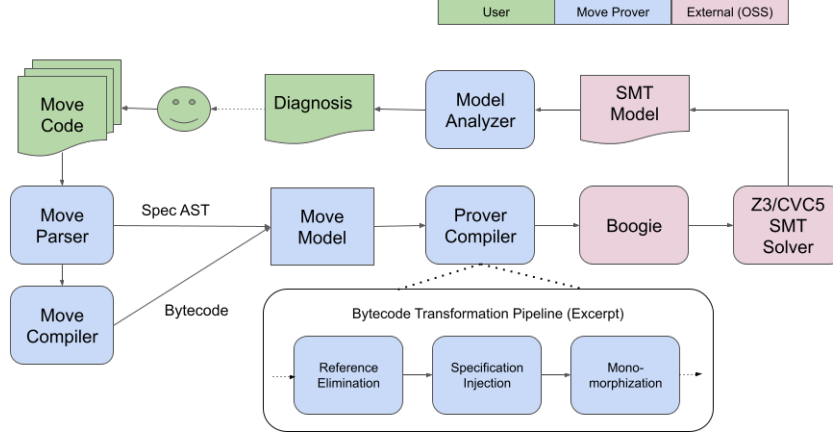 User
Move Prover
External (OSS)
Move
Code
Diagnosis
Model
Analyzer
SMT
Model
Move
Parser
Spec AST
Move
Model
Prover
Compiler
Boogie
Z3/CVC5
SMT
Solver
Move
Compiler
Bytecode
Bytecode Transformation Pipeline (Excerpt)
Reference
Elimination
Specification
Injection
Mono-
morphization